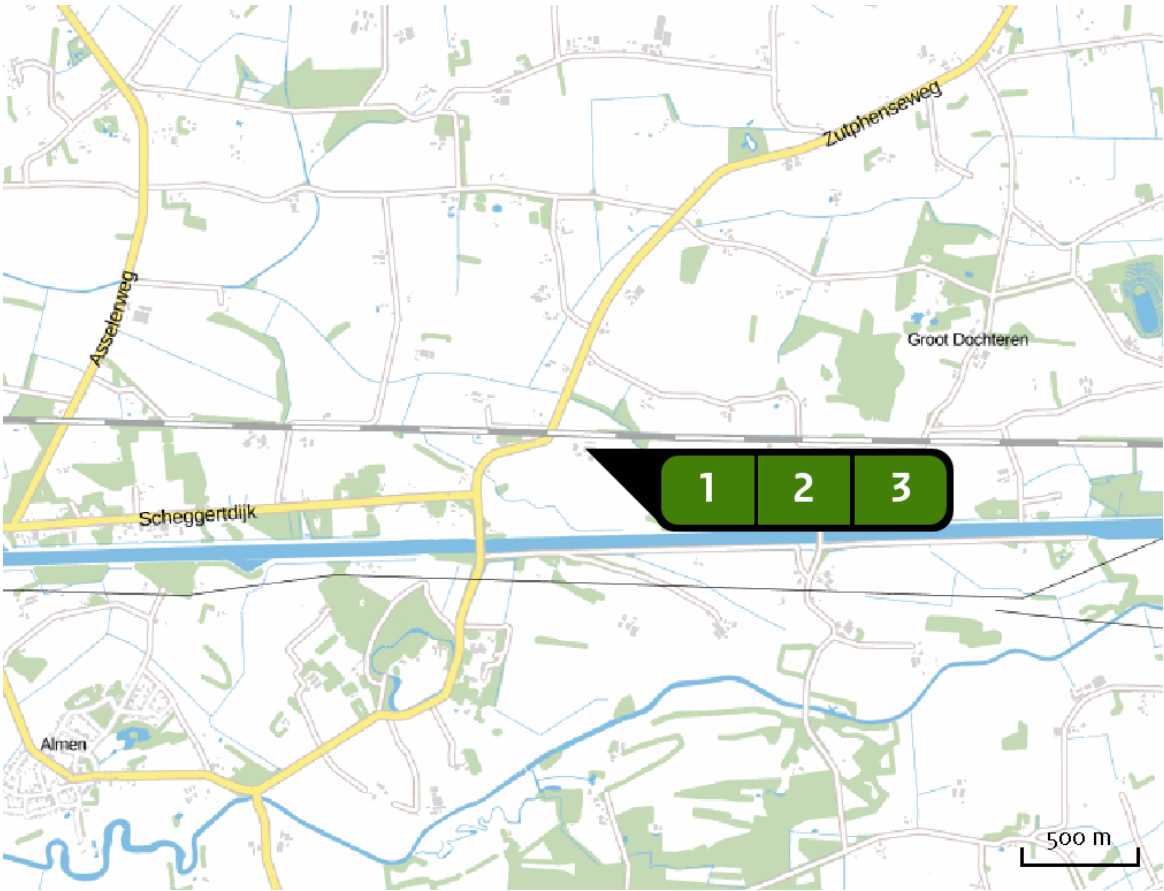 Zutphenseweg
Asselerweg
Groot Dochteren
1 2 3
Scheggertdijk
Almen
500 m